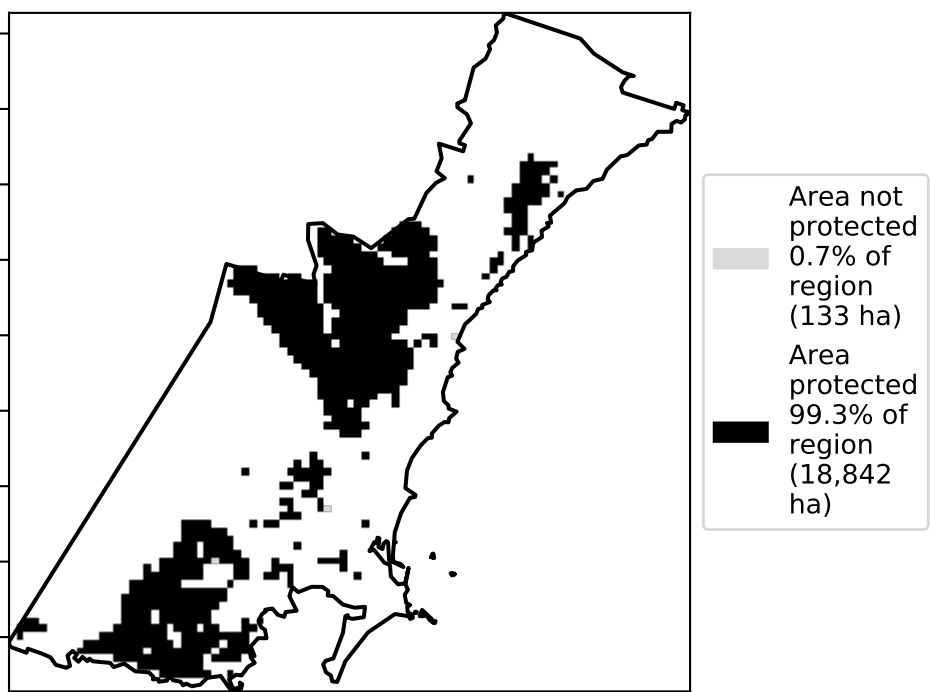 Area not
protected
0.7% of
region
(133 ha)
Area
protected
99.3% of
region
(18,842
ha)